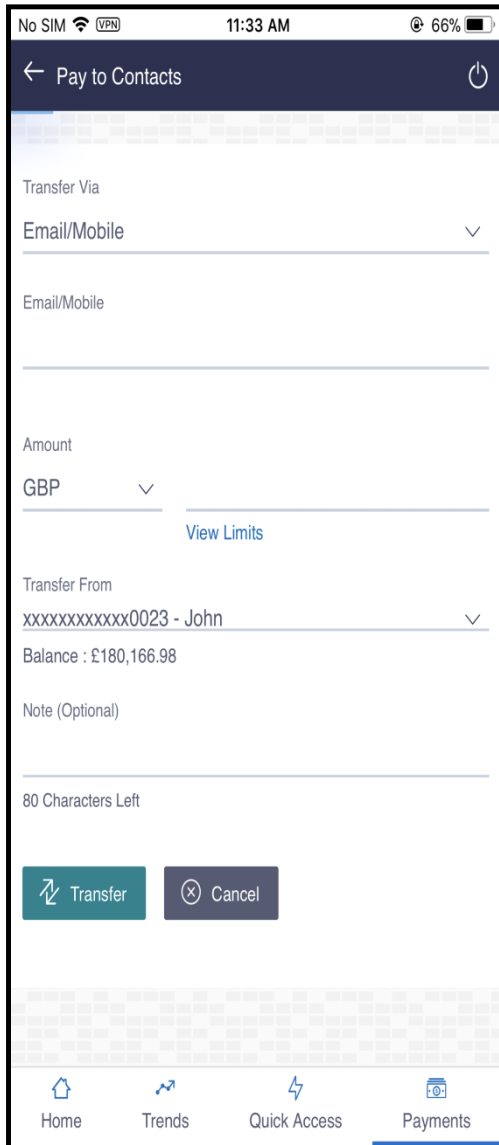 No SIM VPN 11:33 AM 66%
Pay to Contacts
Transfer Via
Email/Mobile
Email/Mobile
Amount
GBP
View Limits
Transfer From
xxxxxxxxxxxx0023 - John
Balance : £180,166.98
Note (Optional)
80 Characters Left
Transfer Cancel
Home Trends Quick Access Payments